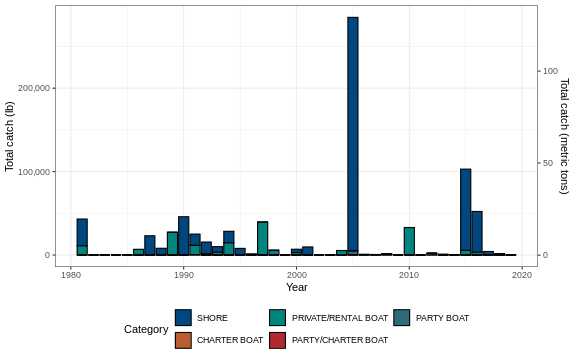 Total catch (lb)
200,000
100,000
0
100
50
0
Total catch (metric tons)
1980 1990 2000 2010 2020
Year
Category
SHORE PRIVATE/RENTAL BOAT PARTY BOAT
CHARTER BOAT PARTY/CHARTER BOAT